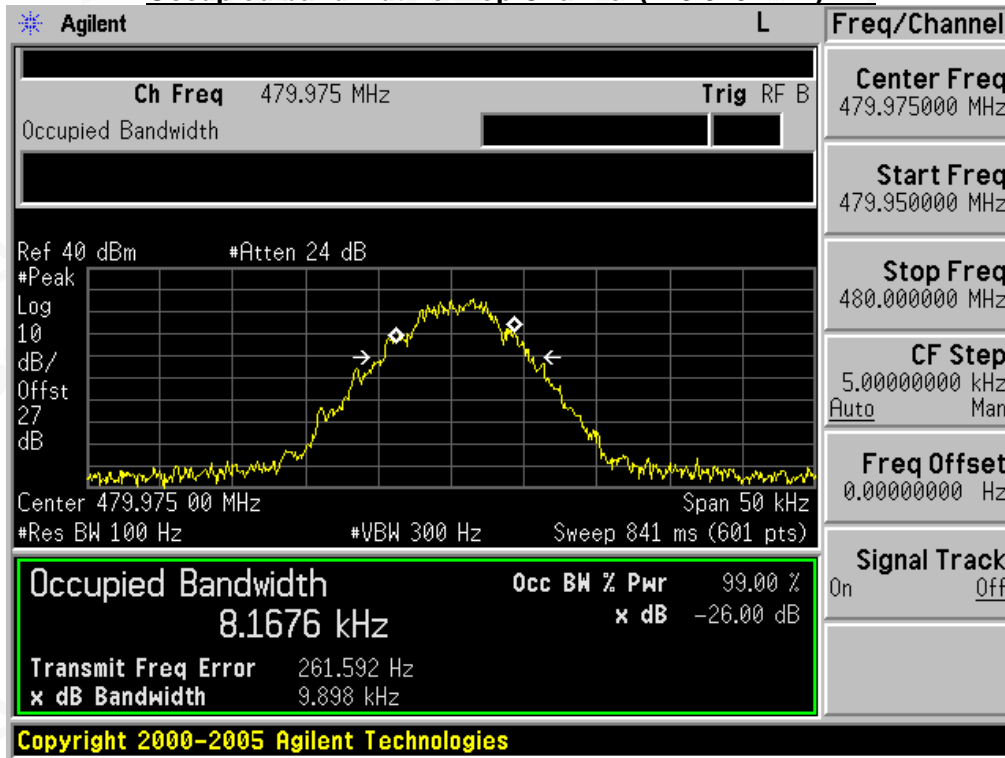 Agilent L
Freq/Channel
Ch Freq 479.975 MHz Trig RF B
Occupied Bandwidth
Center Freq
479.975000 MHz
Start Freq
479.950000 MHz
Stop Freq
480.000000 MHz
CF Step
5.00000000 kHz
Auto Man
Freq Offset
0.00000000 Hz
Signal Track
On Off
Ref 40 dBm #Atten 24 dB
#Peak
Log
10
dB/
Offst
27
dB
Center 479.975 00 MHz Span 50 kHz
#Res BW 100 Hz #VBW 300 Hz Sweep 841 ms (601 pts)
Occupied Bandwidth Occ BW % Pwr 99.00 %
8.1676 kHz x dB -26.00 dB
Transmit Freq Error 261.592 Hz
x dB Bandwidth 9.898 kHz
Copyright 2000-2005 Agilent Technologies